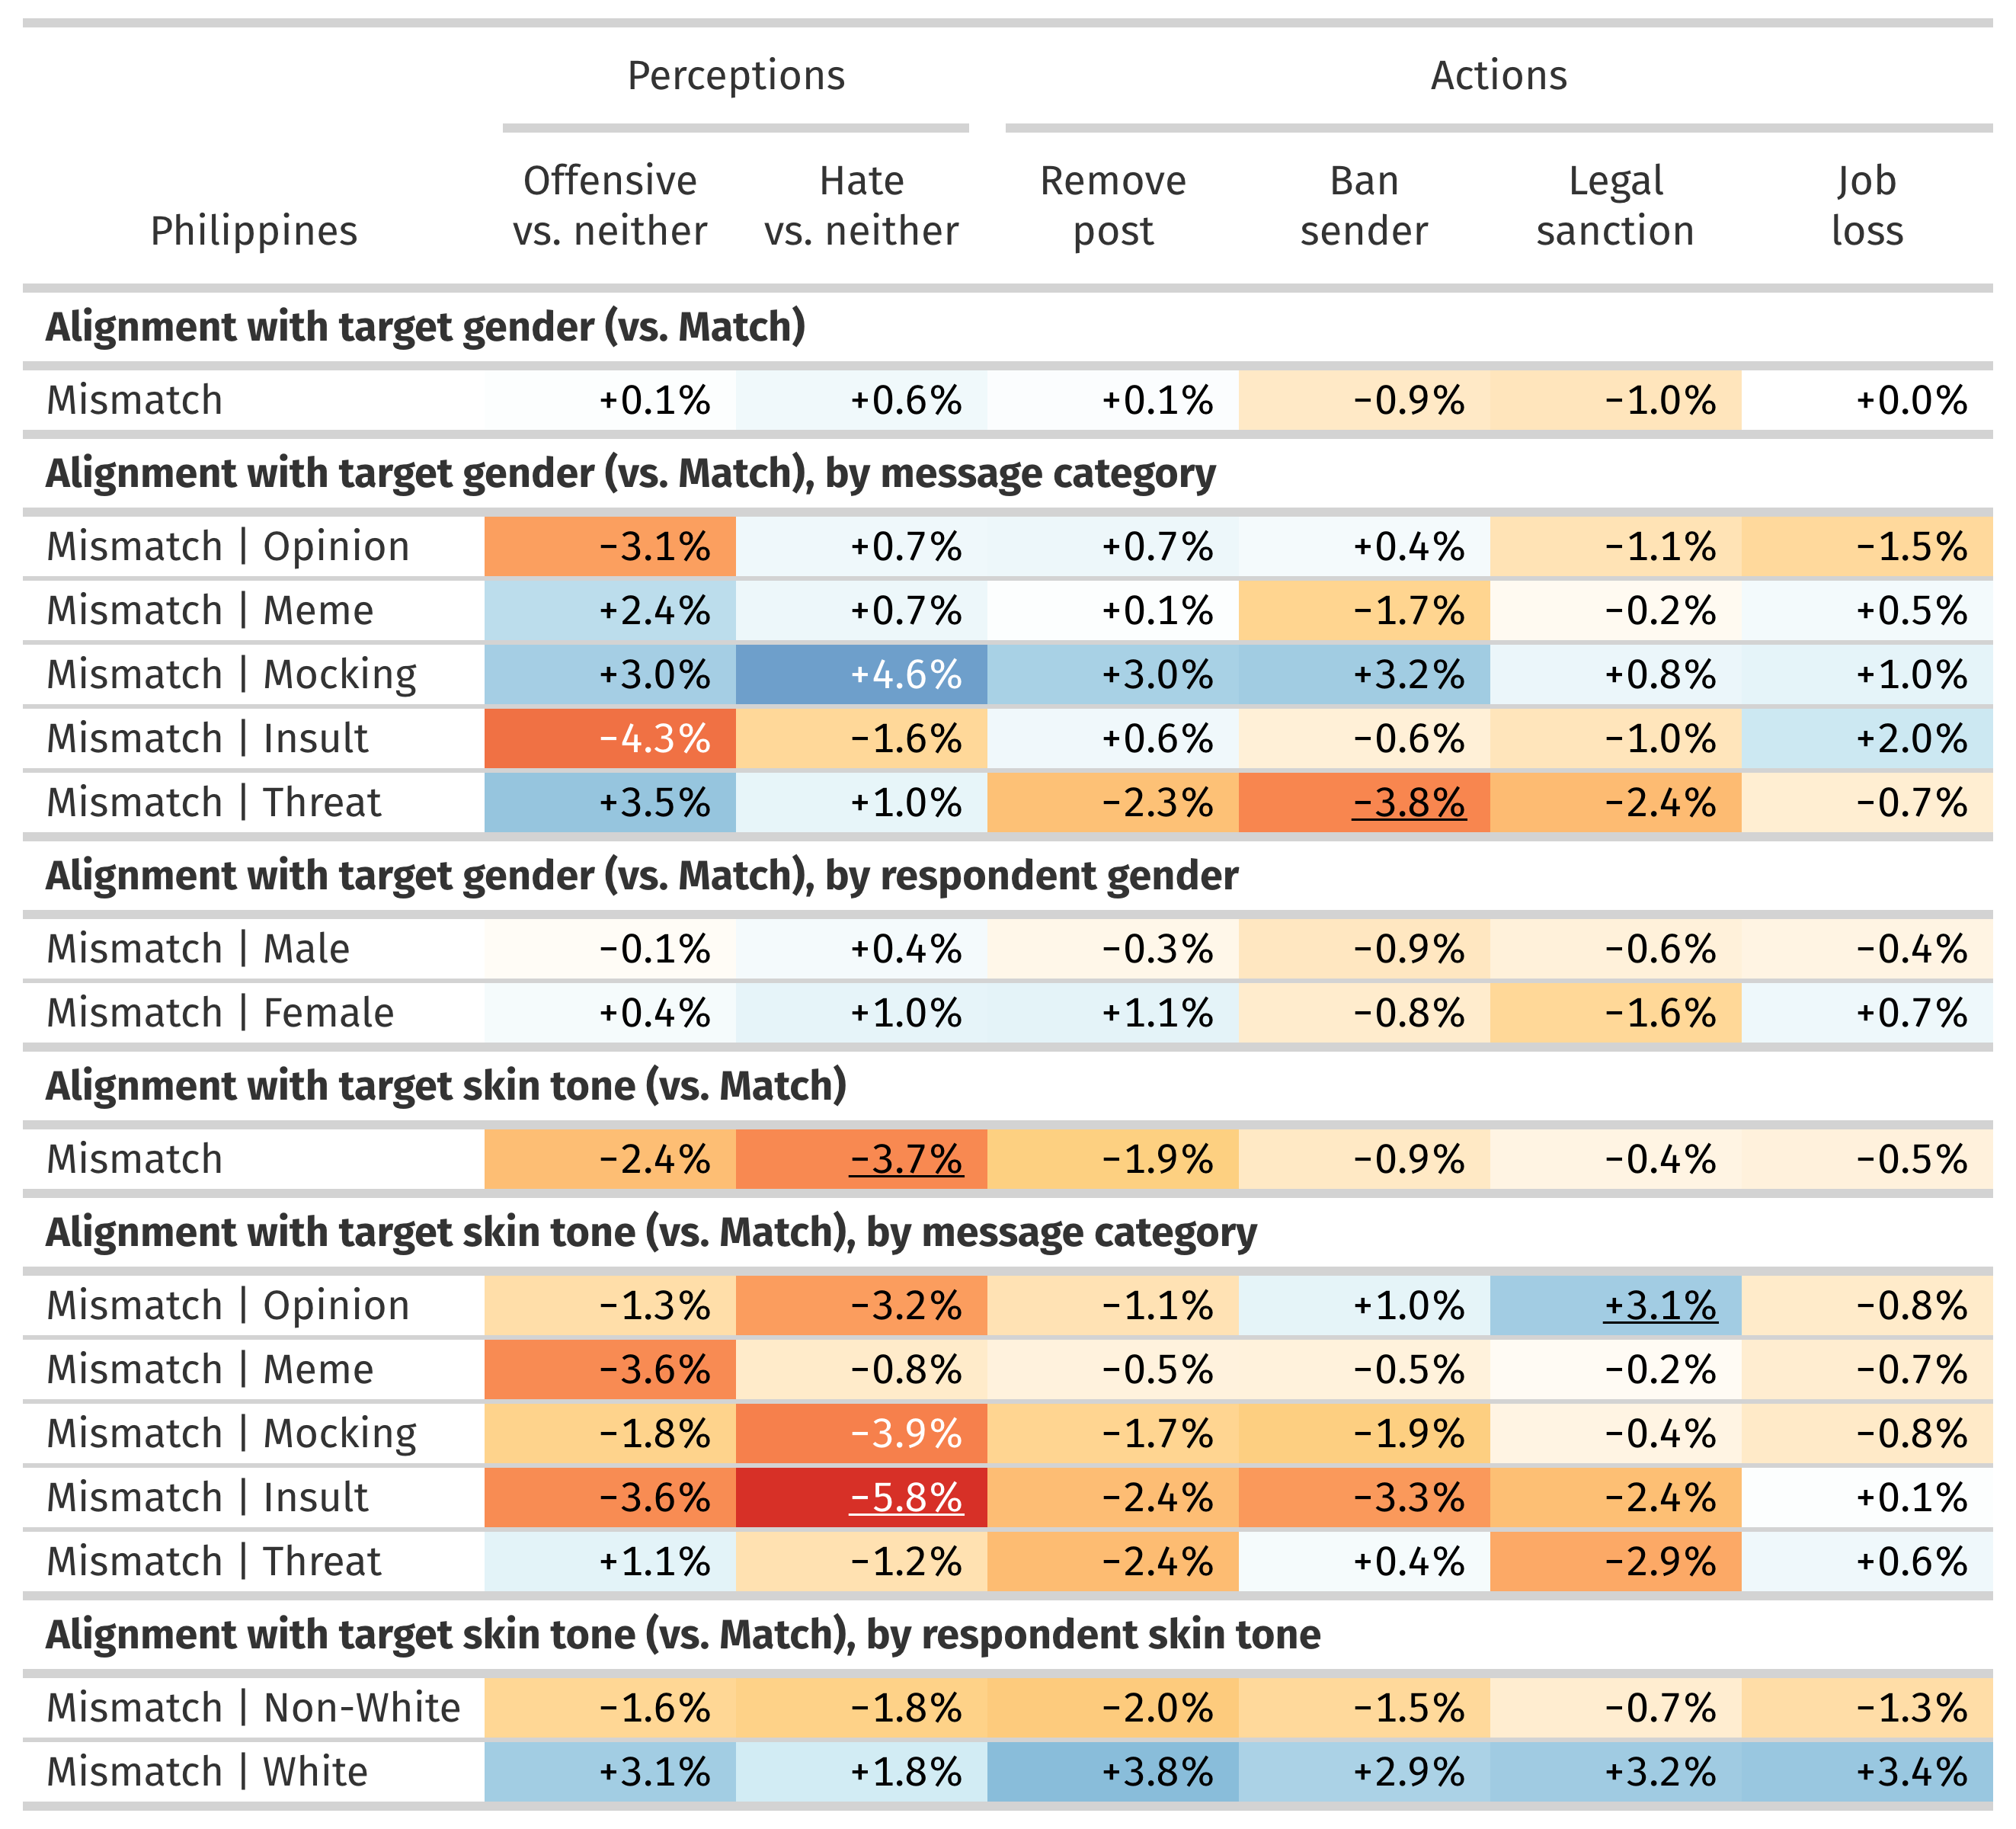 Perceptions Actions
Offensive Hate Remove Ban Legal Job
Philippines vs. neither vs. neither post sender sanction loss
Alignment with target gender (vs. Match)
Mismatch +0.1% +0.6% +0.1% −0.9% −1.0% +0.0%
Alignment with target gender (vs. Match), by message category
Mismatch | Opinion −3.1% +0.7% +0.7% +0.4% −1.1% −1.5%
Mismatch | Meme +2.4% +0.7% +0.1% −1.7% −0.2% +0.5%
Mismatch | Mocking +3.0% +4.6% +3.0% +3.2% +0.8% +1.0%
Mismatch | Insult −4.3% −1.6% +0.6% −0.6% −1.0% +2.0%
Mismatch | Threat +3.5% +1.0% −2.3% −3.8% −2.4% −0.7%
Alignment with target gender (vs. Match), by respondent gender
Mismatch | Male −0.1% +0.4% −0.3% −0.9% −0.6% −0.4%
Mismatch | Female +0.4% +1.0% +1.1% −0.8% −1.6% +0.7%
Alignment with target skin tone (vs. Match)
Mismatch −2.4% −3.7% −1.9% −0.9% −0.4% −0.5%
Alignment with target skin tone (vs. Match), by message category
Mismatch | Opinion −1.3% −3.2% −1.1% +1.0% +3.1% −0.8%
Mismatch | Meme −3.6% −0.8% −0.5% −0.5% −0.2% −0.7%
Mismatch | Mocking −1.8% −3.9% −1.7% −1.9% −0.4% −0.8%
Mismatch | Insult −3.6% −5.8% −2.4% −3.3% −2.4% +0.1%
Mismatch | Threat +1.1% −1.2% −2.4% +0.4% −2.9% +0.6%
Alignment with target skin tone (vs. Match), by respondent skin tone
Mismatch | Non-White −1.6% −1.8% −2.0% −1.5% −0.7% −1.3%
Mismatch | White +3.1% +1.8% +3.8% +2.9% +3.2% +3.4%